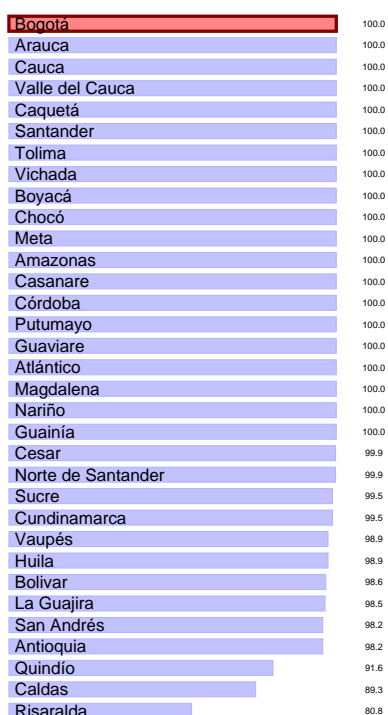 Bogotá 100.0
Arauca 100.0
Cauca 100.0
Valle del Cauca 100.0
Caquetá 100.0
Santander 100.0
Tolima 100.0
Vichada 100.0
Boyacá 100.0
Chocó 100.0
Meta 100.0
Amazonas 100.0
Casanare 100.0
Córdoba 100.0
Putumayo 100.0
Guaviare 100.0
Atlántico 100.0
Magdalena 100.0
Nariño 100.0
Guainía 100.0
Cesar 99.9
Norte de Santander 99.9
Sucre 99.5
Cundinamarca 99.5
Vaupés 98.9
Huila 98.9
Bolivar 98.6
La Guajira 98.5
San Andrés 98.2
Antioquia 98.2
Quindío 91.6
Caldas 89.3
Risaralda 80.8